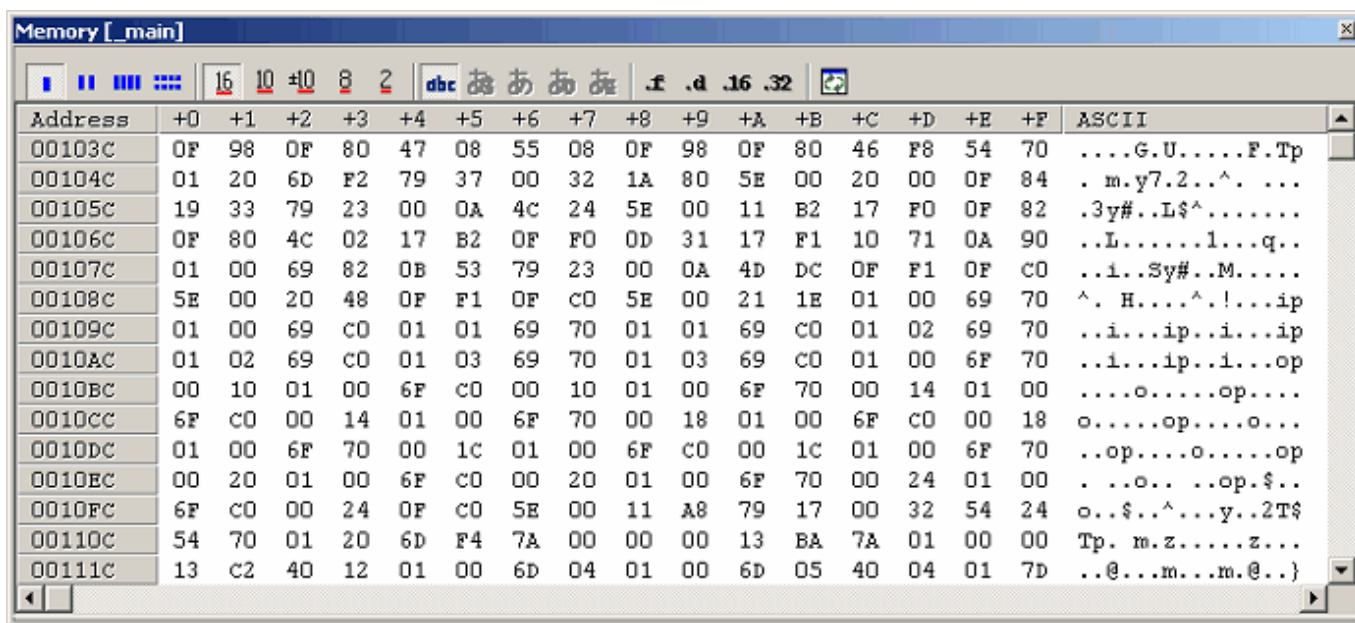 Memory [_main]
16 10 ±10 8 2 abc あ .f .d .16 .32
Address +0 +1 +2 +3 +4 +5 +6 +7 +8 +9 +A +B +C +D +E +F ASCII
00103C 0F 98 0F 80 47 08 55 08 0F 98 0F 80 46 F8 54 70 ....G.U.....F.Tp
00104C 01 20 6D F2 79 37 00 32 1A 80 5E 00 20 00 0F 84 . m.y7.2..^. ...
00105C 19 33 79 23 00 0A 4C 24 5E 00 11 B2 17 F0 0F 82 .3y#..L$^.......
00106C 0F 80 4C 02 17 B2 0F F0 0D 31 17 F1 10 71 0A 90 ..L......1...q..
00107C 01 00 69 82 0B 53 79 23 00 0A 4D DC 0F F1 0F C0 ..i..Sy#..M.....
00108C 5E 00 20 48 0F F1 0F C0 5E 00 21 1E 01 00 69 70 ^. H....^.!...ip
00109C 01 00 69 C0 01 01 69 70 01 01 69 C0 01 02 69 70 ..i...ip..i...ip
0010AC 01 02 69 C0 01 03 69 70 01 03 69 C0 01 00 6F 70 ..i...ip..i...op
0010BC 00 10 01 00 6F C0 00 10 01 00 6F 70 00 14 01 00 ....o.....op....
0010CC 6F C0 00 14 01 00 6F 70 00 18 01 00 6F C0 00 18 o.....op....o...
0010DC 01 00 6F 70 00 1C 01 00 6F C0 00 1C 01 00 6F 70 ..op....o.....op
0010EC 00 20 01 00 6F C0 00 20 01 00 6F 70 00 24 01 00 . ..o.. ..op.$..
0010FC 6F C0 00 24 0F C0 5E 00 11 A8 79 17 00 32 54 24 o..$..^...y..2T$
00110C 54 70 01 20 6D F4 7A 00 00 00 13 BA 7A 01 00 00 Tp. m.z.....z...
00111C 13 C2 40 12 01 00 6D 04 01 00 6D 05 40 04 01 7D ..@...m...m.@..}